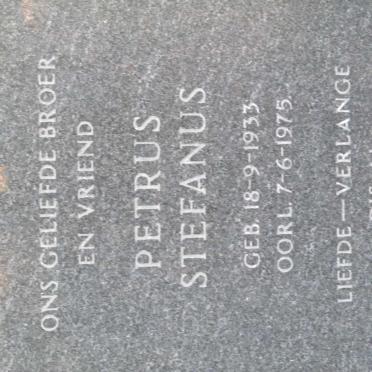 ONS GELIEFDE BROER
EN VRIEND
PETRUS
STEFANUS
GEB. 18-9-1933
OORL. 7-6-1975
LIEFDE — VERLANGE